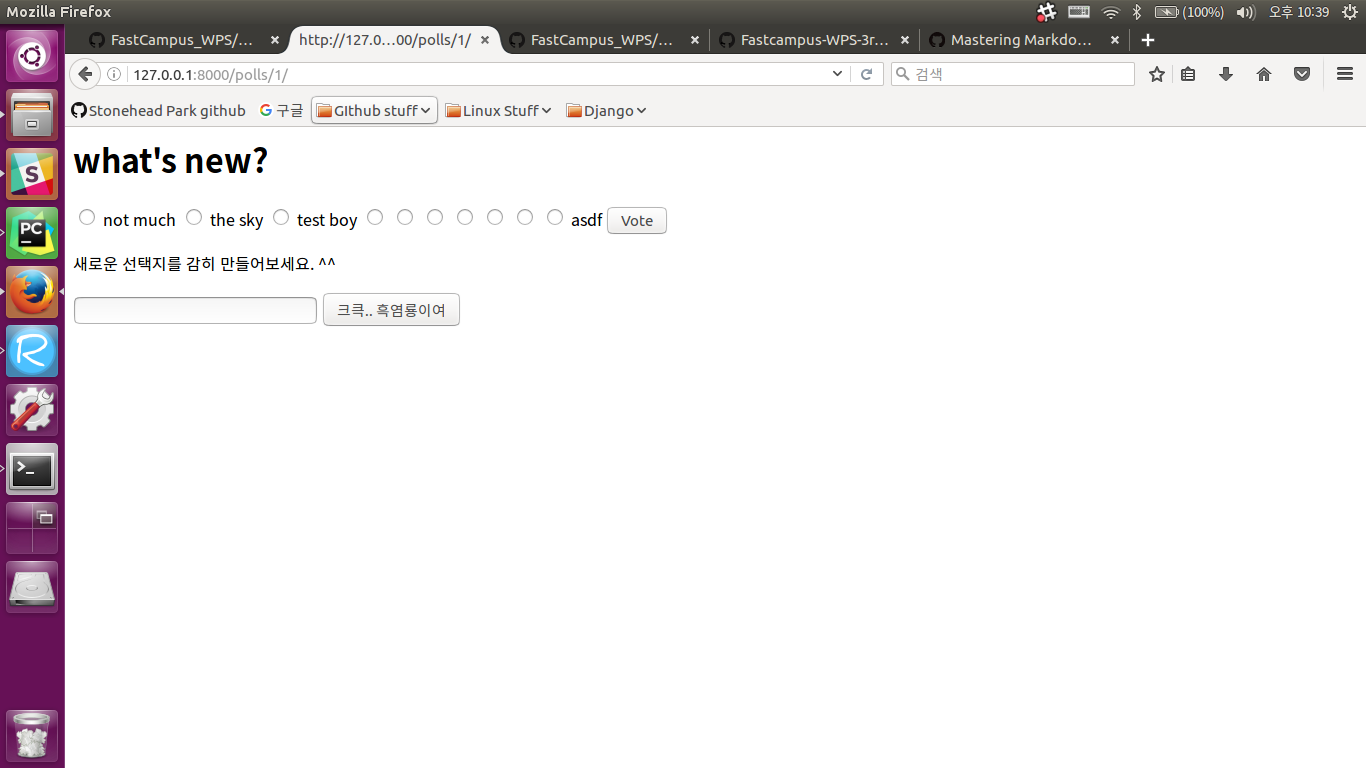 Mozilla Firefox (100%) 오후 10:39
FastCampus_WPS/... http://127.0...00/polls/1/ FastCampus_WPS/... Fastcampus-WPS-3r... Mastering Markdo...
127.0.0.1:8000/polls/1/ 검색
Stonehead Park github 구글 GIthub stuff Linux Stuff Django
what's new?
not much the sky test boy asdf Vote
새로운 선택지를 감히 만들어보세요. ^^
크큭.. 흑염룡이여
S
PC
R
>_